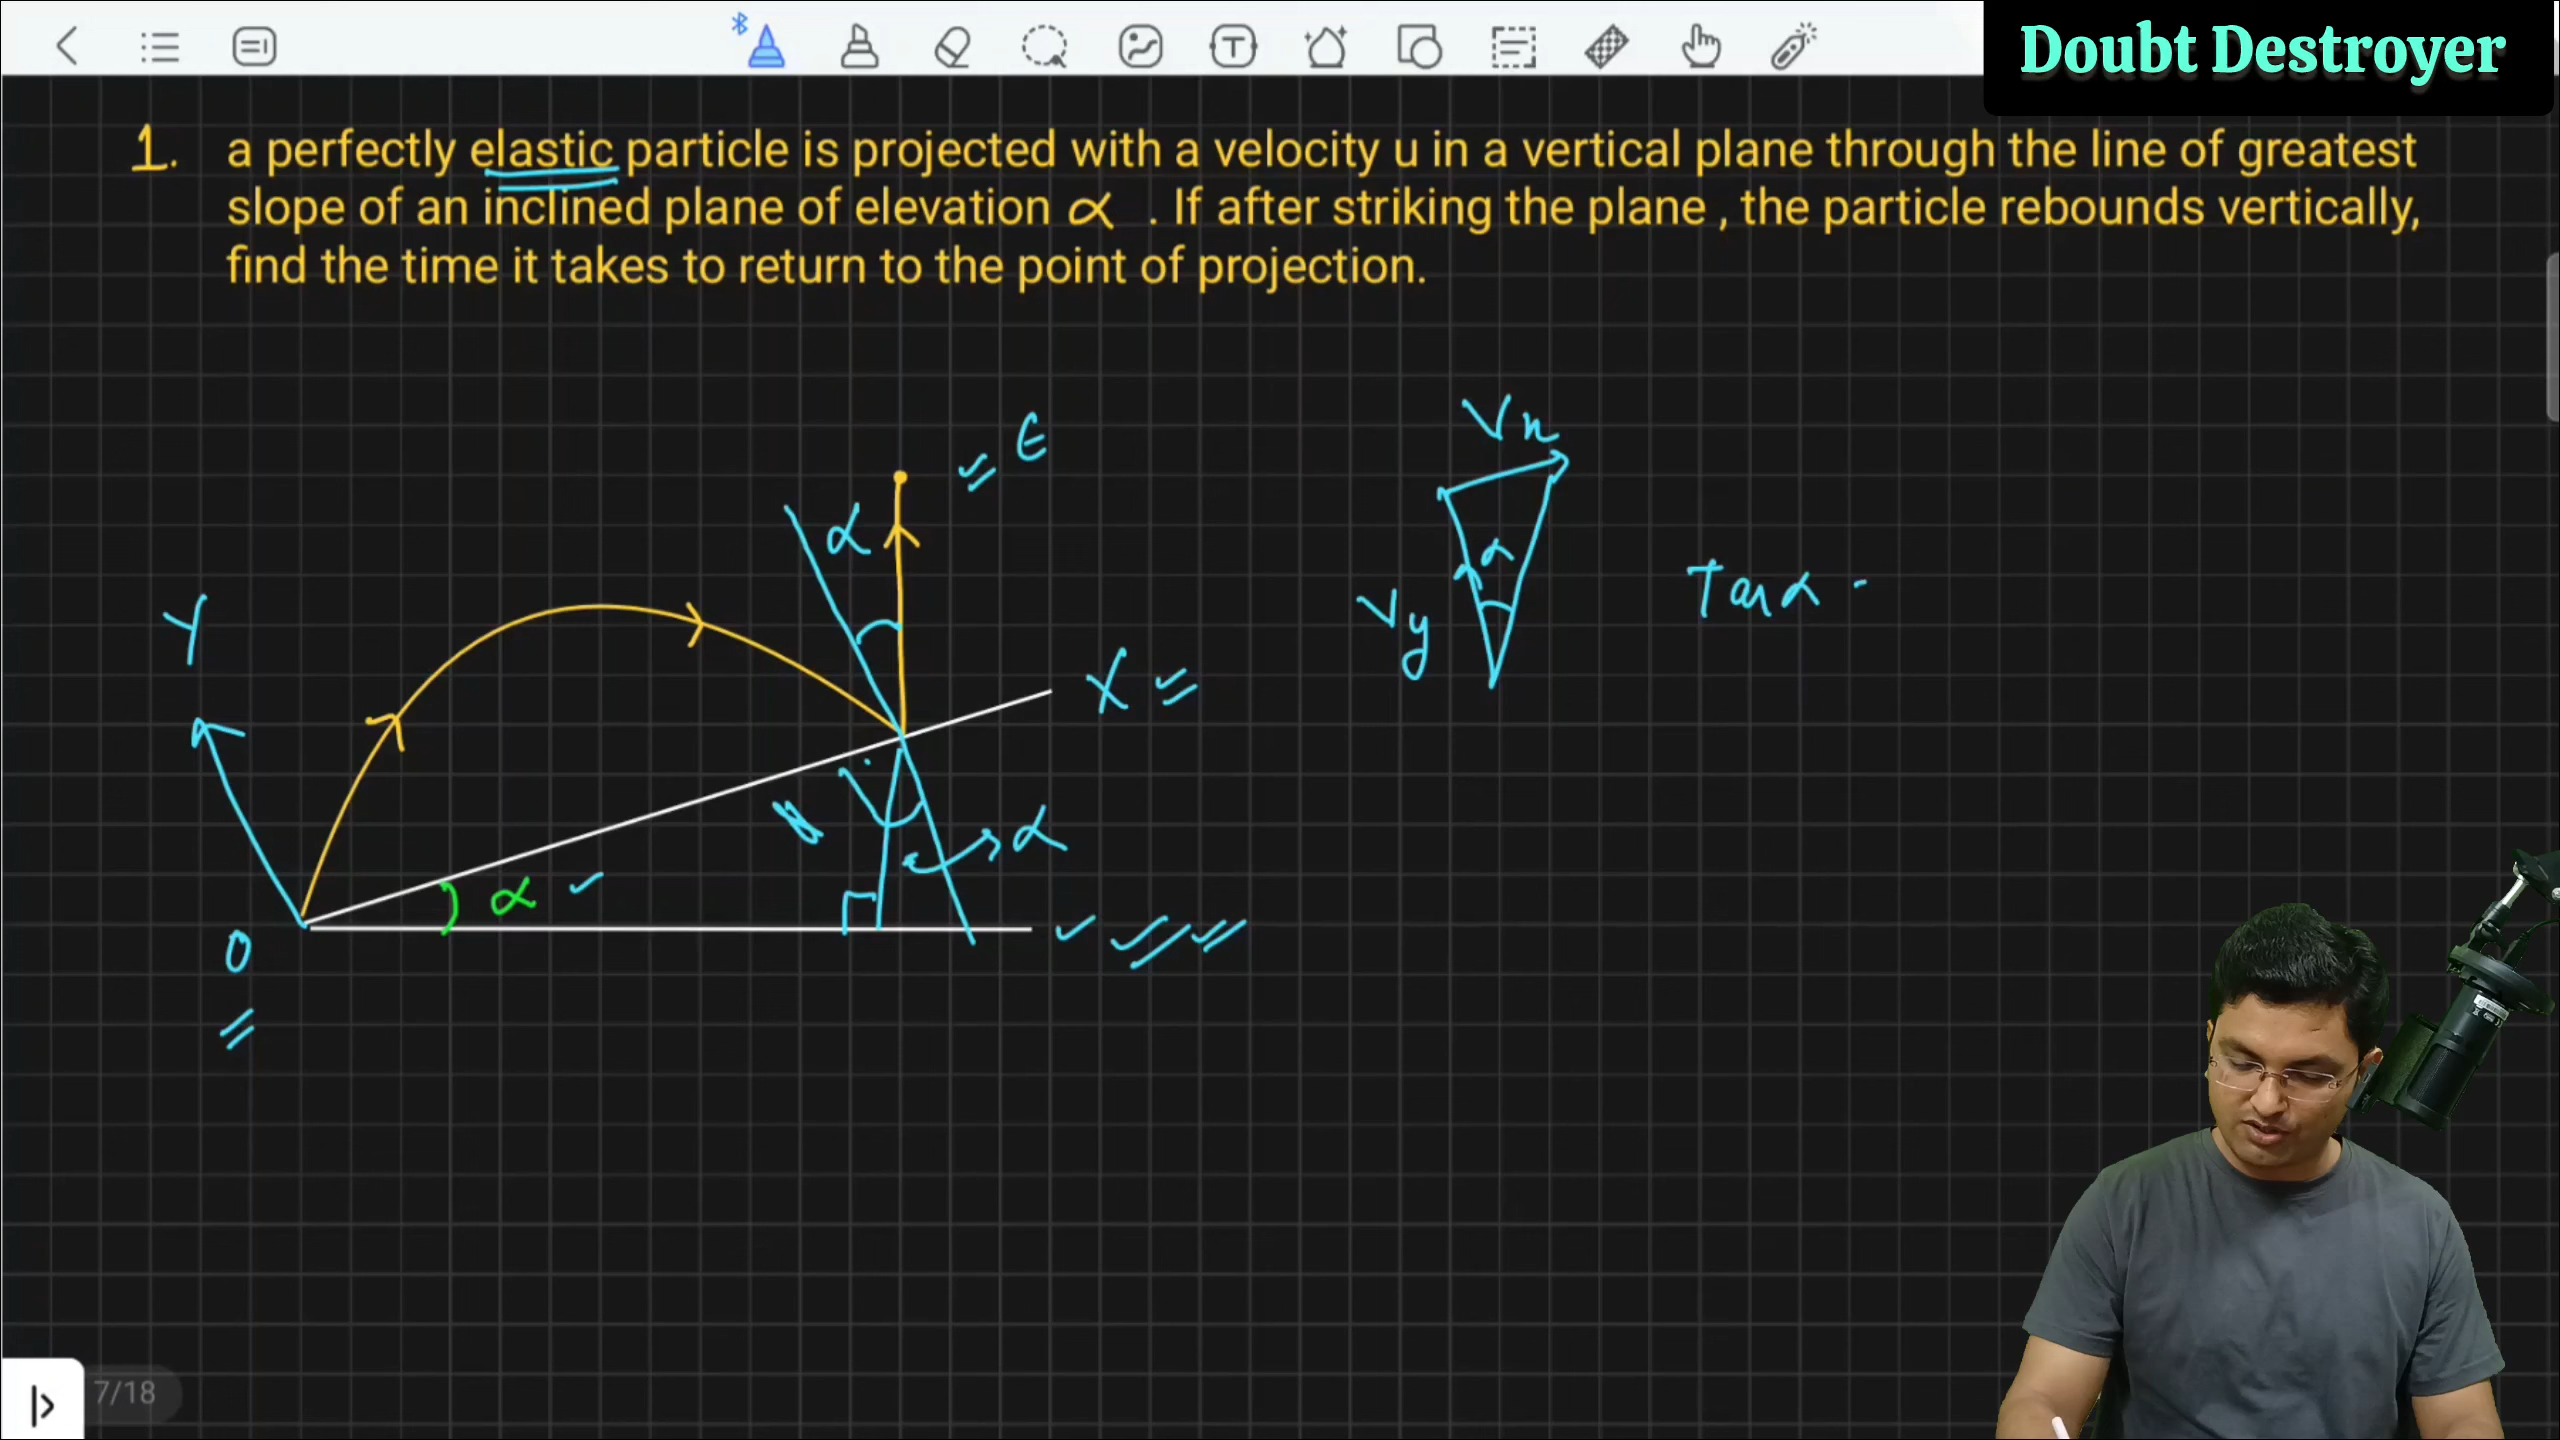 Doubt Destroyer
1. a perfectly elastic particle is projected with a velocity u in a vertical plane through the line of greatest
slope of an inclined plane of elevation α . If after striking the plane , the particle rebounds vertically,
find the time it takes to return to the point of projection.
E
Vx
α
α
Y
Vy
Tanα -
X
α
α
O
7/18